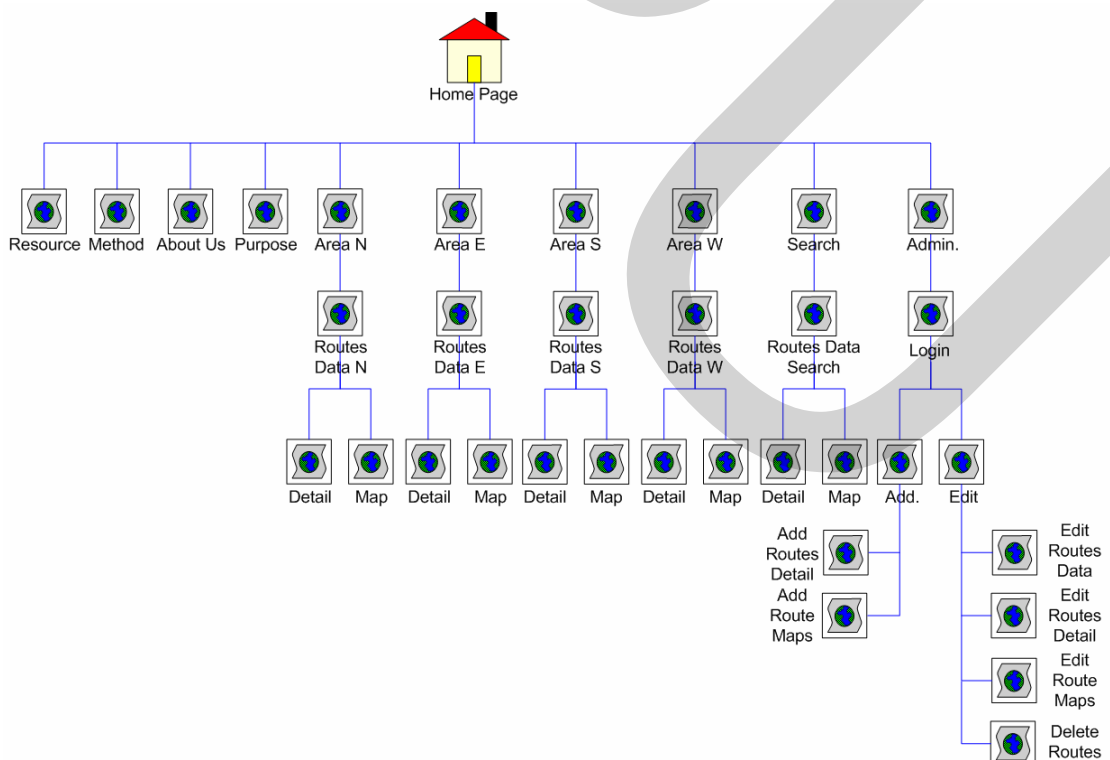 Home Page
Resource Method About Us Purpose Area N Area E Area S Area W Search Admin.
Routes Data N
Routes Data E
Routes Data S
Routes Data W
Routes Data Search
Login
Detail Map Detail Map Detail Map Detail Map Detail Map Add. Edit
Add
Routes
Detail
Add
Route
Maps
Edit
Routes
Data
Edit
Routes
Detail
Edit
Route
Maps
Delete
Routes